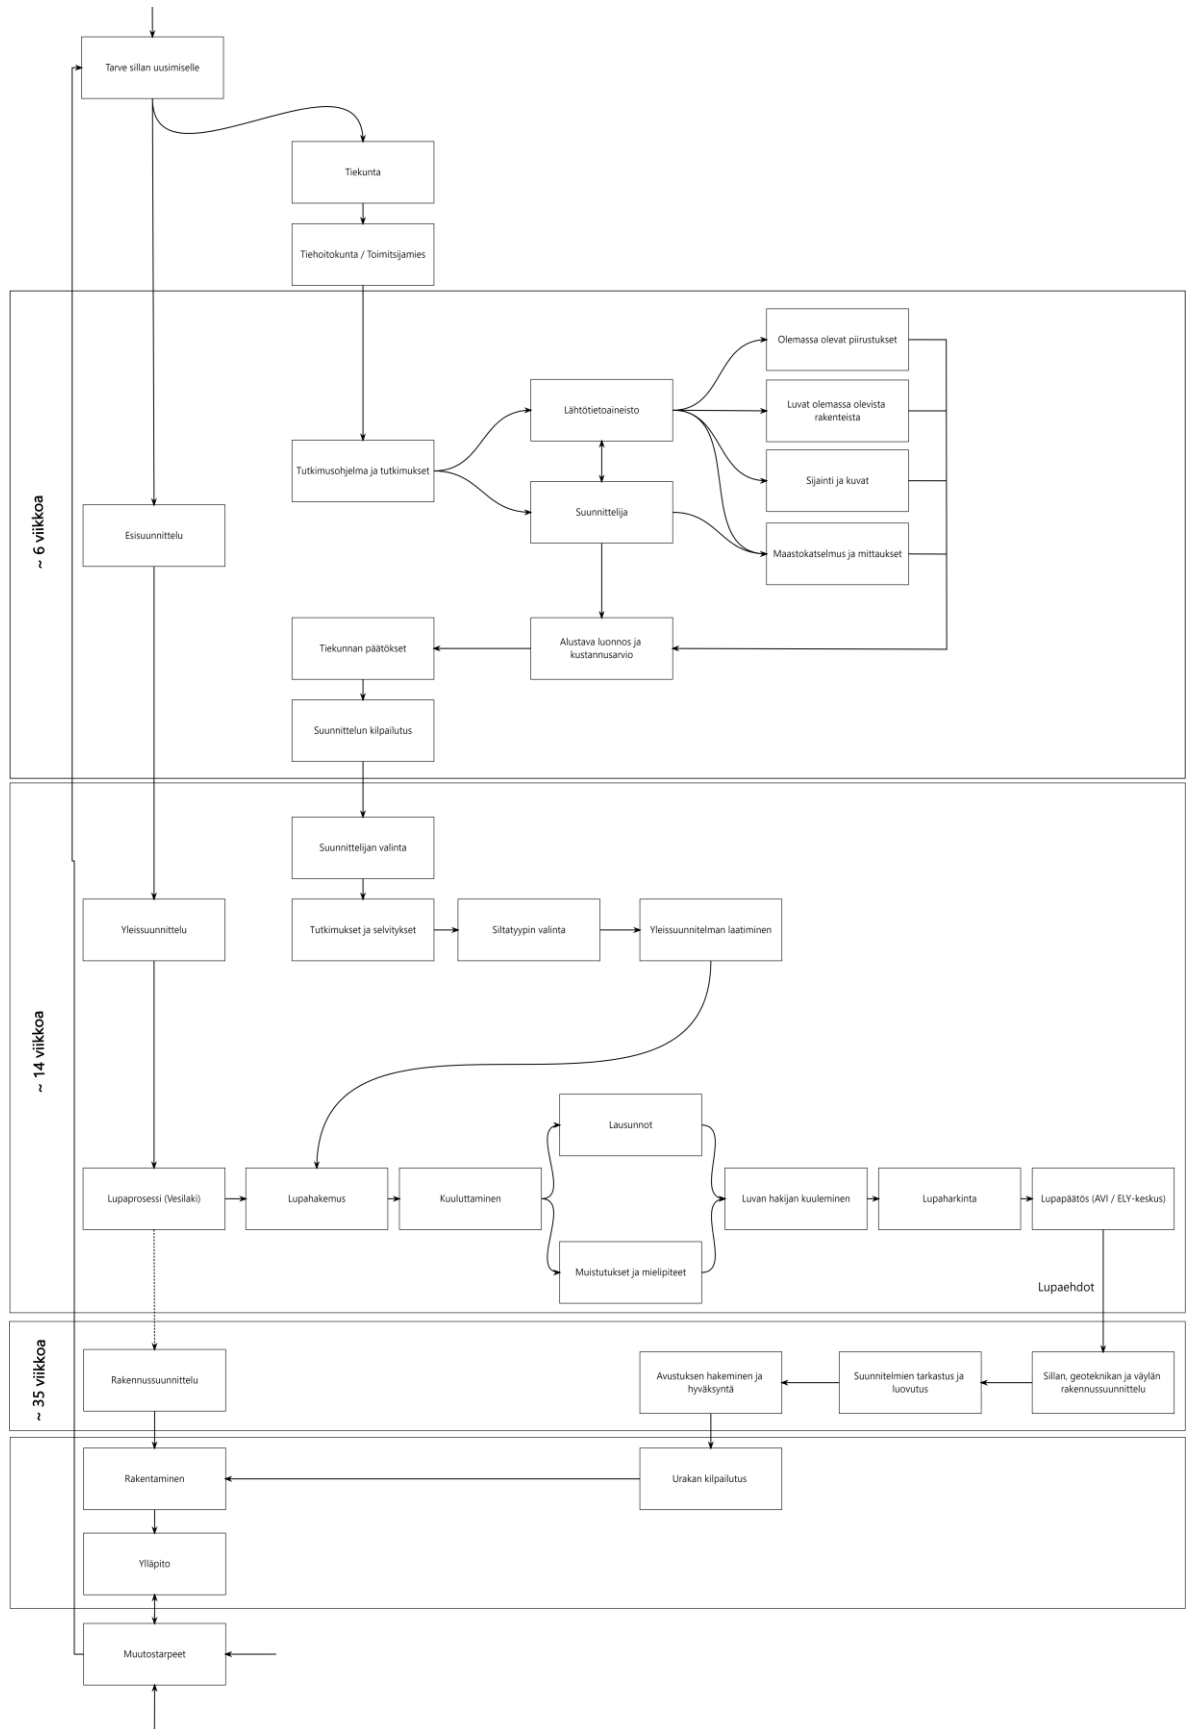 Tarve sillan uusimiselle
Tiekunta
Tiehoitokunta / Toimitsijamies
~ 6 viikkoa
Olemassa olevat piirustukset
Lähtötietoaineisto
Luvat olemassa olevista
rakenteista
Tutkimusohjelma ja tutkimukset
Sijainti ja kuvat
Suunnittelija
Esisuunnittelu
Maastokatselmus ja mittaukset
Tiekunnan päätökset
Alustava luonnos ja
kustannusarvio
Suunnittelun kilpailutus
~ 14 viikkoa
Suunnittelijan valinta
Yleissuunnittelu
Tutkimukset ja selvitykset
Siltatyypin valinta
Yleissuunnitelman laatiminen
Lausunnot
Lupaprosessi (Vesilaki)
Lupahakemus
Kuuluttaminen
Luvan hakijan kuuleminen
Lupaharkinta
Lupapäätös (AVI / ELY-keskus)
Muistutukset ja mielipiteet
Lupaehdot
~ 35 viikkoa
Rakennussuunnittelu
Avustuksen hakeminen ja
hyväksyntä
Suunnitelmien tarkastus ja
luovutus
Sillan, geoteknikan ja väylän
rakennussuunnittelu
Rakentaminen
Urakan kilpailutus
Ylläpito
Muutostarpeet